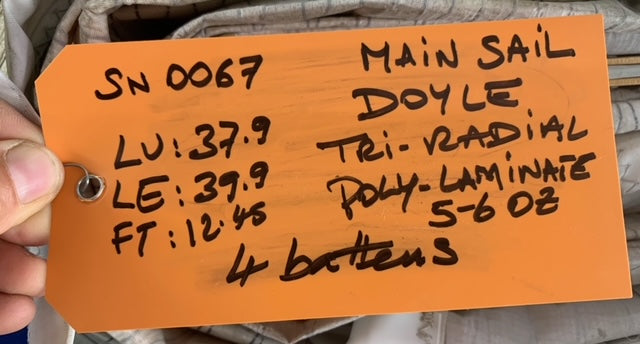 SN 0067
LU: 37.9
LE: 39.9
FT: 12.45
MAIN SAIL
DOYLE
TRI-RADIAL
POLY-LAMINATE
5-6 OZ
4 battens